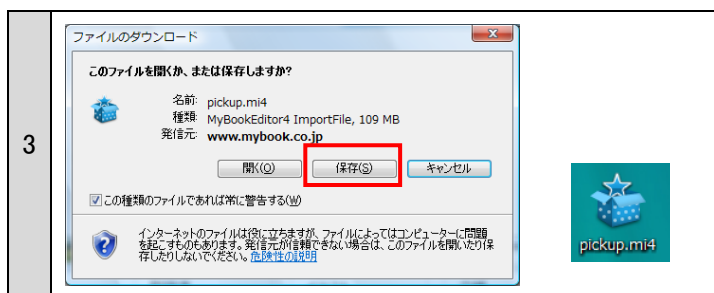 3
ファイルのダウンロード
このファイルを開くか、または保存しますか?
名前: pickup.mi4
種類: MyBookEditor4 ImportFile, 109 MB
発信元: www.mybook.co.jp
開く(O) 保存(S) キャンセル
この種類のファイルであれば常に警告する(W)
インターネットのファイルは役に立ちますが、ファイルによってはコンピューターに問題
を起こすものもあります。発信元が信頼できない場合は、このファイルを開いたり保
存したりしないでください。危険性の説明
pickup.mi4